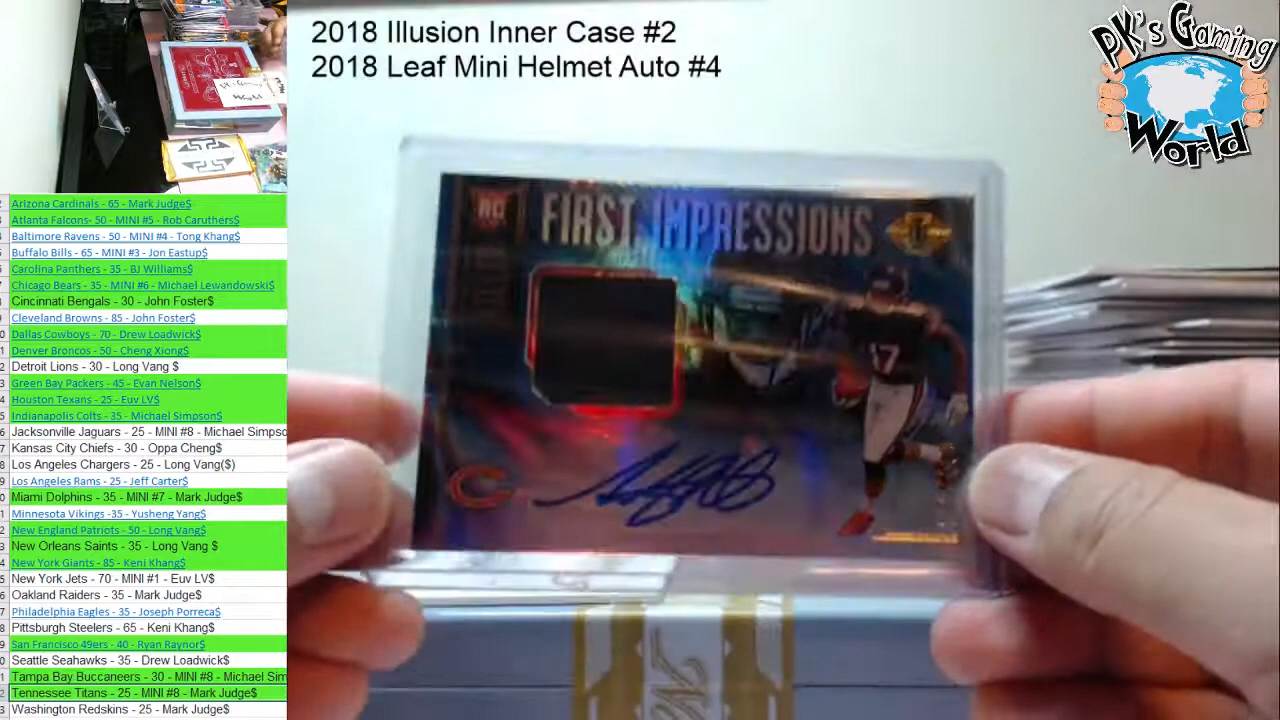 2018 Illusion Inner Case #2
2018 Leaf Mini Helmet Auto #4
PK's Gaming
World
FIRST IMPRESSIONS
17
Arizona Cardinals - 65 - Mark Judge$
Atlanta Falcons- 50 - MINI #5 - Rob Caruthers$
Baltimore Ravens - 50 - MINI #4 - Tong Khang$
Buffalo Bills - 65 - MINI #3 - Jon Eastup$
Carolina Panthers - 35 - BJ Williams$
Chicago Bears - 35 - MINI #6 - Michael Lewandowski$
Cincinnati Bengals - 30 - John Foster$
Cleveland Browns - 85 - John Foster$
Dallas Cowboys - 70 - Drew Loadwick$
Denver Broncos - 50 - Cheng Xiong$
Detroit Lions - 30 - Long Vang $
Green Bay Packers - 45 - Evan Nelson$
Houston Texans - 25 - Euv LV$
Indianapolis Colts - 35 - Michael Simpson$
Jacksonville Jaguars - 25 - MINI #8 - Michael Simpso
Kansas City Chiefs - 30 - Oppa Cheng$
Los Angeles Chargers - 25 - Long Vang($)
Los Angeles Rams - 25 - Jeff Carter$
Miami Dolphins - 35 - MINI #7 - Mark Judge$
Minnesota Vikings -35 - Yusheng Yang$
New England Patriots - 50 - Long Vang$
New Orleans Saints - 35 - Long Vang $
New York Giants - 85 - Keni Khang$
New York Jets - 70 - MINI #1 - Euv LV$
Oakland Raiders - 35 - Mark Judge$
Philadelphia Eagles - 35 - Joseph Porreca$
Pittsburgh Steelers - 65 - Keni Khang$
San Francisco 49ers - 40 - Ryan Raynor$
Seattle Seahawks - 35 - Drew Loadwick$
Tampa Bay Buccaneers - 30 - MINI #8 - Michael Sim
Tennessee Titans - 25 - MINI #8 - Mark Judge$
Washington Redskins - 25 - Mark Judge$